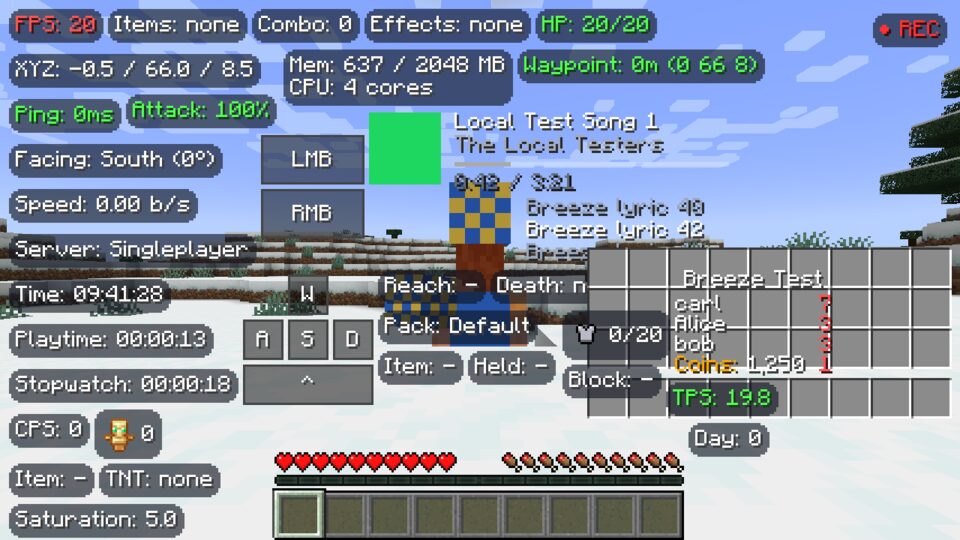 FPS: 20 Items: none Combo: 0 Effects: none HP: 20/20
REC
XYZ: -0.5 / 66.0 / 8.5
Mem: 637 / 2048 MB
CPU: 4 cores
Waypoint: 0m (0 66 8)
Ping: 0ms Attack: 100%
Local Test Song 1
The Local Testers
0:42 / 3:21
Facing: South (0°)
LMB
Speed: 0.00 b/s
RMB
Breeze lyric 40
Breeze lyric 42
Server: Singleplayer
Time: 09:41:28
W
Reach: - Death:
Breeze Test
carl 7
Alice 3
bob 3
Coins: 1,250 1
Pack: Default
0/20
Playtime: 00:00:13
A S D
Item: - Held: -
Block: -
Stopwatch: 00:00:18
^
TPS: 19.8
CPS: 0 0
Day: 0
Item: - TNT: none
Saturation: 5.0